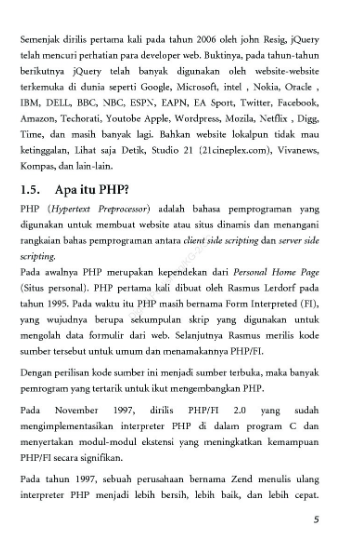 Semenjak dirilis pertama kali pada tahun 2006 oleh john Resig, jQuery
telah mencuri perhatian para developer web. Buktinya, pada tahun-tahun
berikutnya jQuery telah banyak digunakan oleh website-website
terkemuka di dunia seperti Google, Microsoft, intel , Nokia, Oracle ,
IBM, DELL, BBC, NBC, ESPN, EAPN, EA Sport, Twitter, Facebook,
Amazon, Techorati, Youtobe Apple, Wordpress, Mozila, Netflix , Digg,
Time, dan masih banyak lagi. Bahkan website lokalpun tidak mau
ketinggalan, Lihat saja Detik, Studio 21 (21cineplex.com), Vivanews,
Kompas, dan lain-lain.
1.5. Apa itu PHP?
PHP (Hypertext Preprocessor) adalah bahasa pemprograman yang
digunakan untuk membuat website atau situs dinamis dan menangani
rangkaian bahas pemprograman antara client side scripting dan server side
scripting.
Pada awalnya PHP merupakan kependekan dari Personal Home Page
(Situs personal). PHP pertama kali dibuat oleh Rasmus Lerdorf pada
tahun 1995. Pada waktu itu PHP masih bernama Form Interpreted (FI),
yang wujudnya berupa sekumpulan skrip yang digunakan untuk
mengolah data formulir dari web. Selanjutnya Rasmus merilis kode
sumber tersebut untuk umum dan menamakannya PHP/FI.
Dengan perilisan kode sumber ini menjadi sumber terbuka, maka banyak
pemrogram yang tertarik untuk ikut mengembangkan PHP.
Pada November 1997, dirilis PHP/FI 2.0 yang sudah
mengimplementasikan interpreter PHP di dalam program C dan
menyertakan modul-modul ekstensi yang meningkatkan kemampuan
PHP/FI secara signifikan.
Pada tahun 1997, sebuah perusahaan bernama Zend menulis ulang
interpreter PHP menjadi lebih bersih, lebih baik, dan lebih cepat.
5